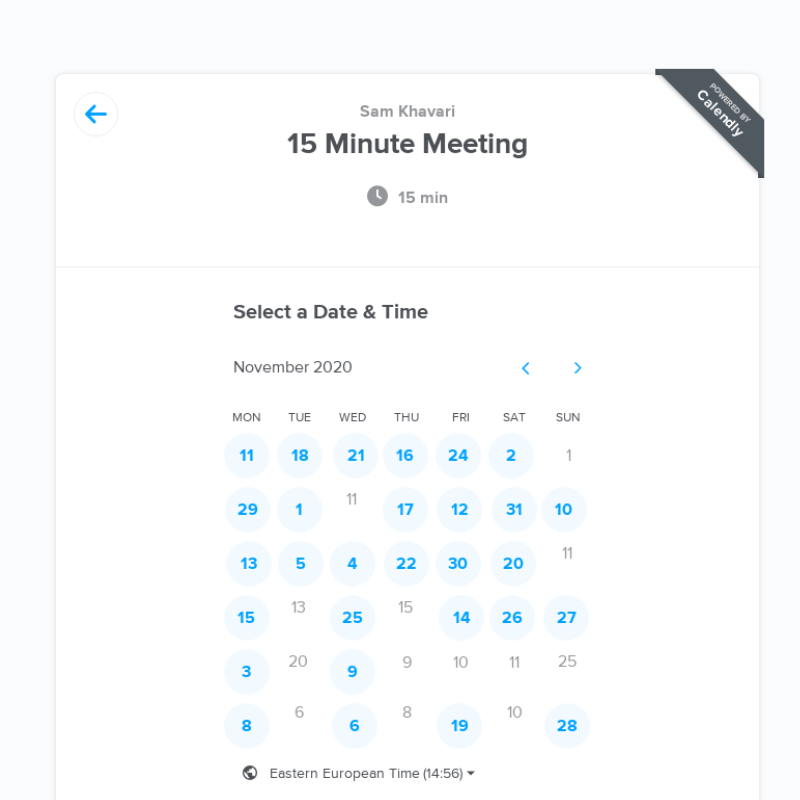 POWERED BY
Calendly
Sam Khavari
15 Minute Meeting
15 min
Select a Date & Time
November 2020
MON TUE WED THU FRI SAT SUN
11 18 21 16 24 2 1
29 1 11 17 12 31 10
13 5 4 22 30 20 11
15 13 25 15 14 26 27
3 20 9 9 10 11 25
8 6 6 8 19 10 28
Eastern European Time (14:56)